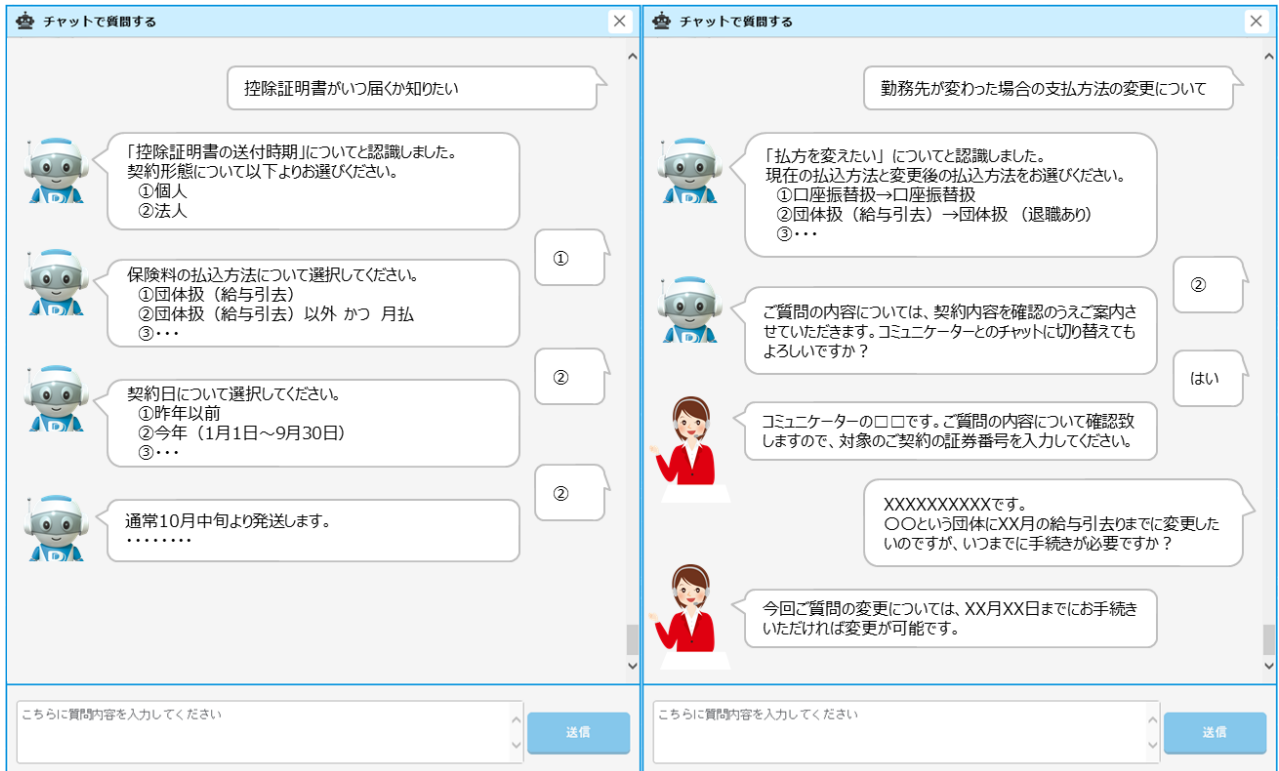 チャットで質問する
控除証明書がいつ届くか知りたい
「控除証明書の送付時期」についてと認識しました。
契約形態について以下よりお選びください。
①個人
②法人
①
保険料の払込方法について選択してください。
①団体扱（給与引去）
②団体扱（給与引去）以外 かつ 月払
③・・・
②
契約日について選択してください。
①昨年以前
②今年（1月1日～9月30日）
③・・・
②
通常10月中旬より発送します。
・・・・・・・・
こちらに質問内容を入力してください
送信
チャットで質問する
勤務先が変わった場合の支払方法の変更について
「払方を変えたい」についてと認識しました。
現在の払込方法と変更後の払込方法をお選びください。
①口座振替扱→口座振替扱
②団体扱（給与引去）→団体扱 （退職あり）
③・・・
②
ご質問の内容については、契約内容を確認のうえご案内さ
せていただきます。コミュニケーターとのチャットに切り替えても
よろしいですか？
はい
コミュニケーターの□□です。ご質問の内容について確認致
しますので、対象のご契約の証券番号を入力してください。
XXXXXXXXXXです。
〇〇という団体にXX月の給与引去りまでに変更した
いのですが、いつまでに手続きが必要ですか？
今回ご質問の変更については、XX月XX日までにお手続き
いただければ変更が可能です。
こちらに質問内容を入力してください
送信